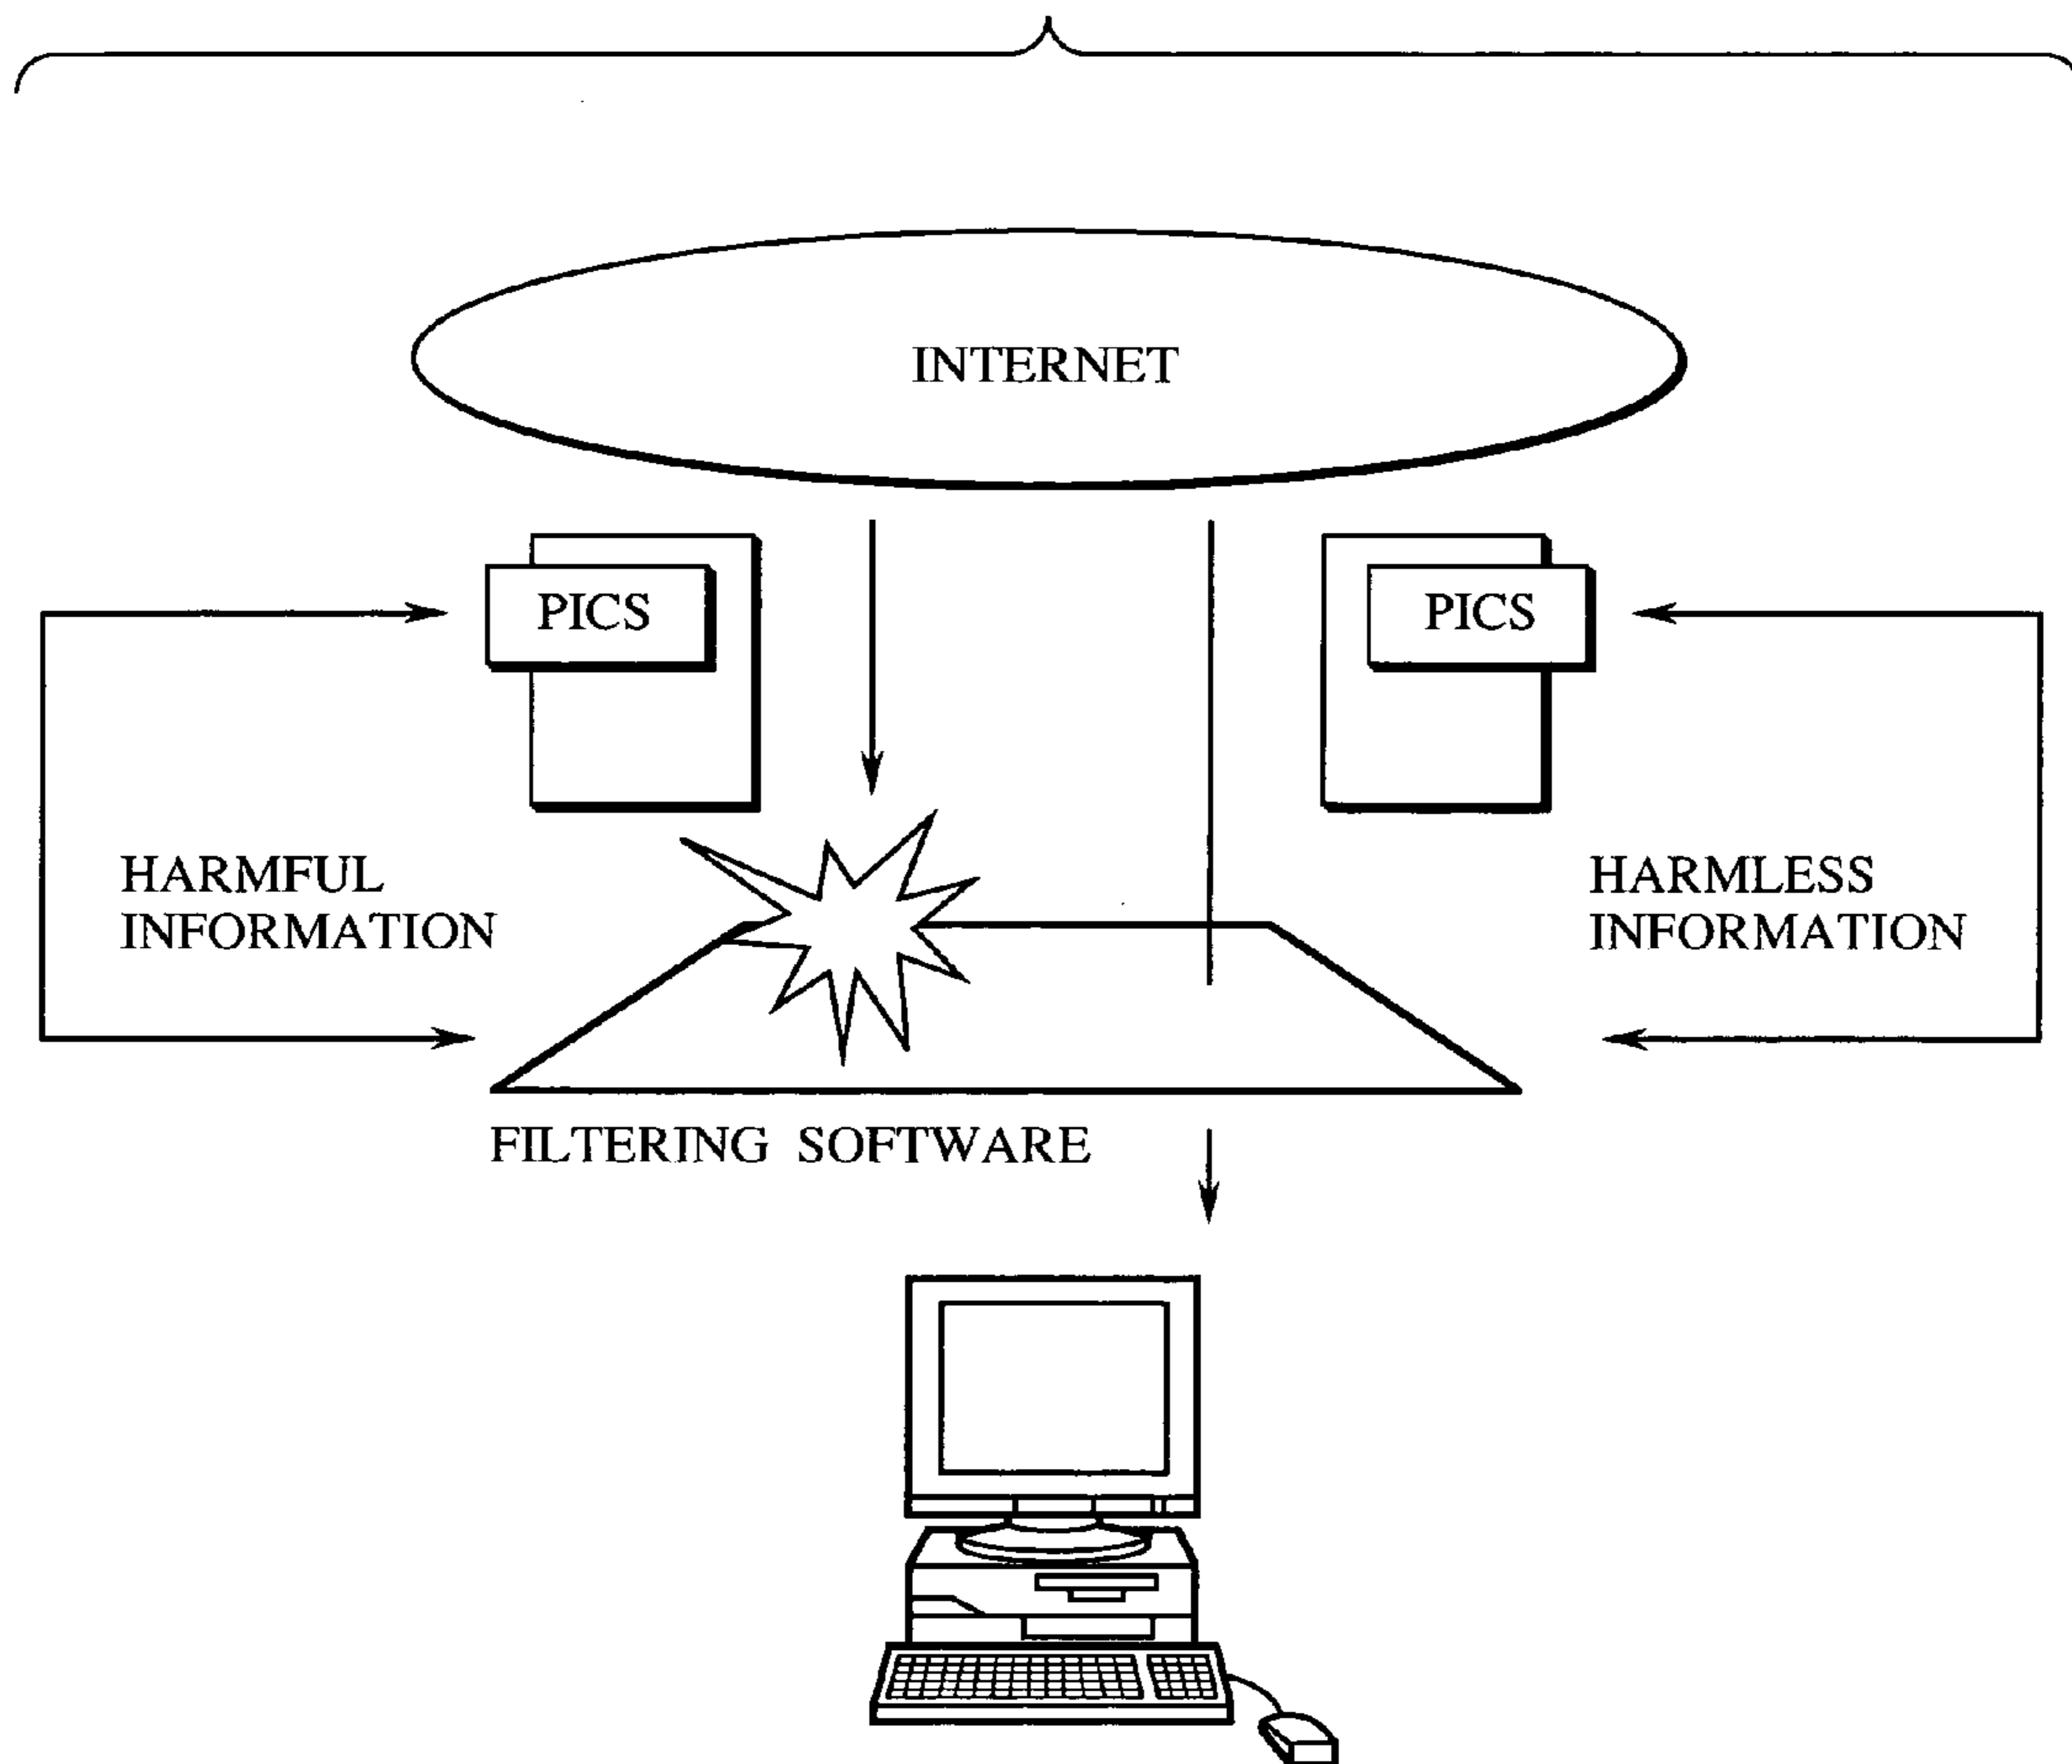 INTERNET
PICS
PICS
HARMFUL
INFORMATION
HARMLESS
INFORMATION
FILTERING SOFTWARE